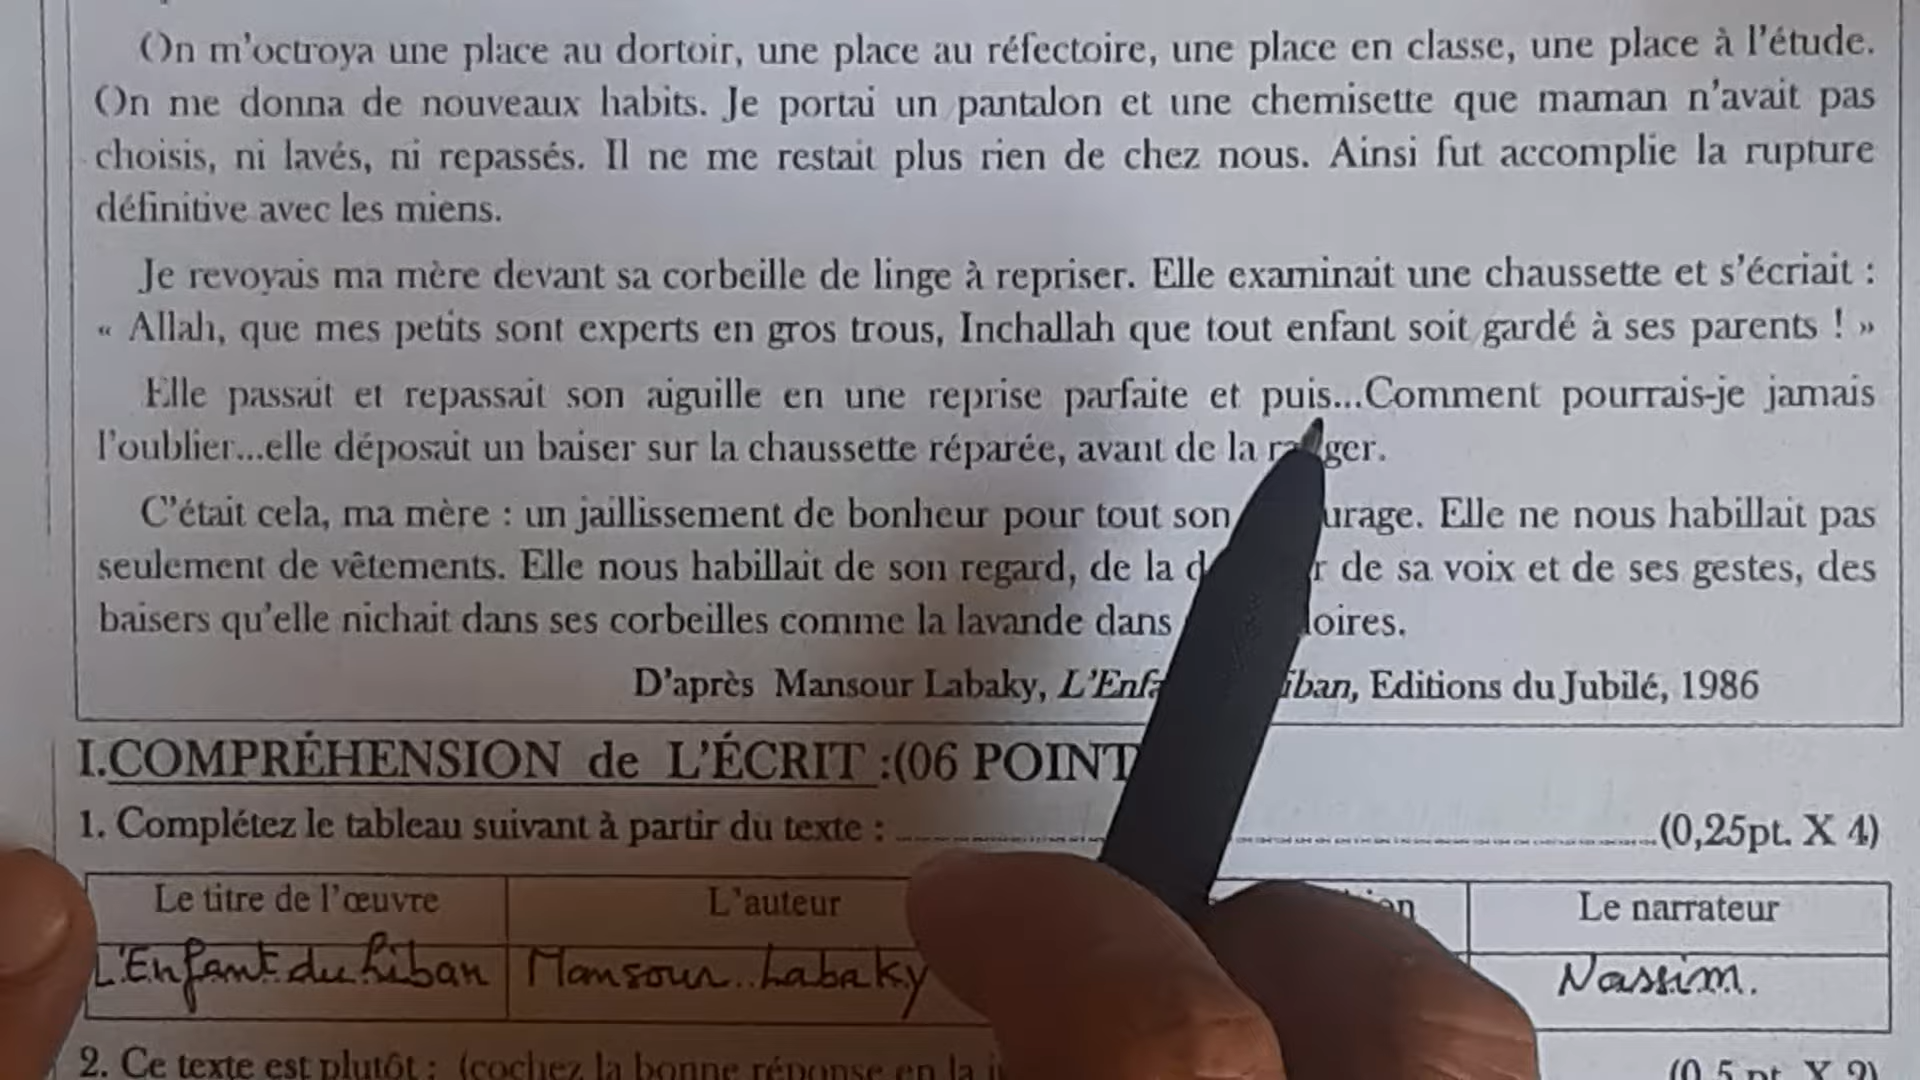 On m'octroya une place au dortoir, une place au réfectoire, une place en classe, une place à l'étude.
On me donna de nouveaux habits. Je portai un pantalon et une chemisette que maman n'avait pas
choisis, ni lavés, ni repassés. Il ne me restait plus rien de chez nous. Ainsi fut accomplie la rupture
définitive avec les miens.
Je revoyais ma mère devant sa corbeille de linge à repriser. Elle examinait une chaussette et s'écriait :
« Allah, que mes petits sont experts en gros trous, Inchallah que tout enfant soit gardé à ses parents ! »
Elle passait et repassait son aiguille en une reprise parfaite et puis...Comment pourrais-je jamais
l'oublier...elle déposait un baiser sur la chaussette réparée, avant de la
C''était cela, ma mère : un jaillissement de bonheur pour tout son Elle ne nous habillait pas
seulement de vêtements. Elle nous habillait de son regard, de la de sa voix et de ses gestes, des
baisers qu'elle nichait dans ses corbeilles comme la lavande dans
D'après Mansour Labaky, Editions du Jubilé, 1986
I.COMPRÉHENSION de L'ÉCRIT :(06 POINT
1. Complétez le tableau suivant à partir du texte : (0,25pt. X 4)
Le titre de l'œuvre L'auteur Le narrateur
L'Enfant du Liban Mansour Labaky Nassim.
2. Ce texte est plutôt : (cochez la bonne réponse en la (0,5 pt. X 2)